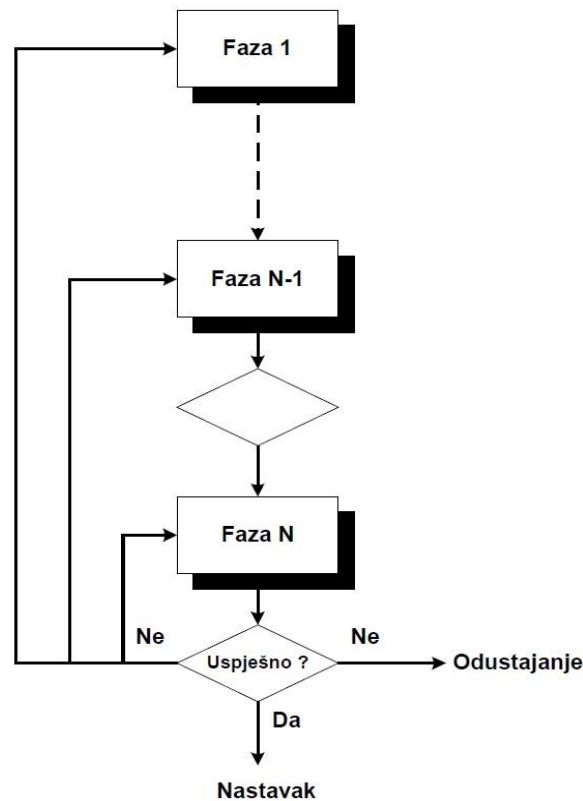 Faza 1
Faza N-1
Faza N
Ne
Uspješno ?
Ne
Odustajanje
Da
Nastavak